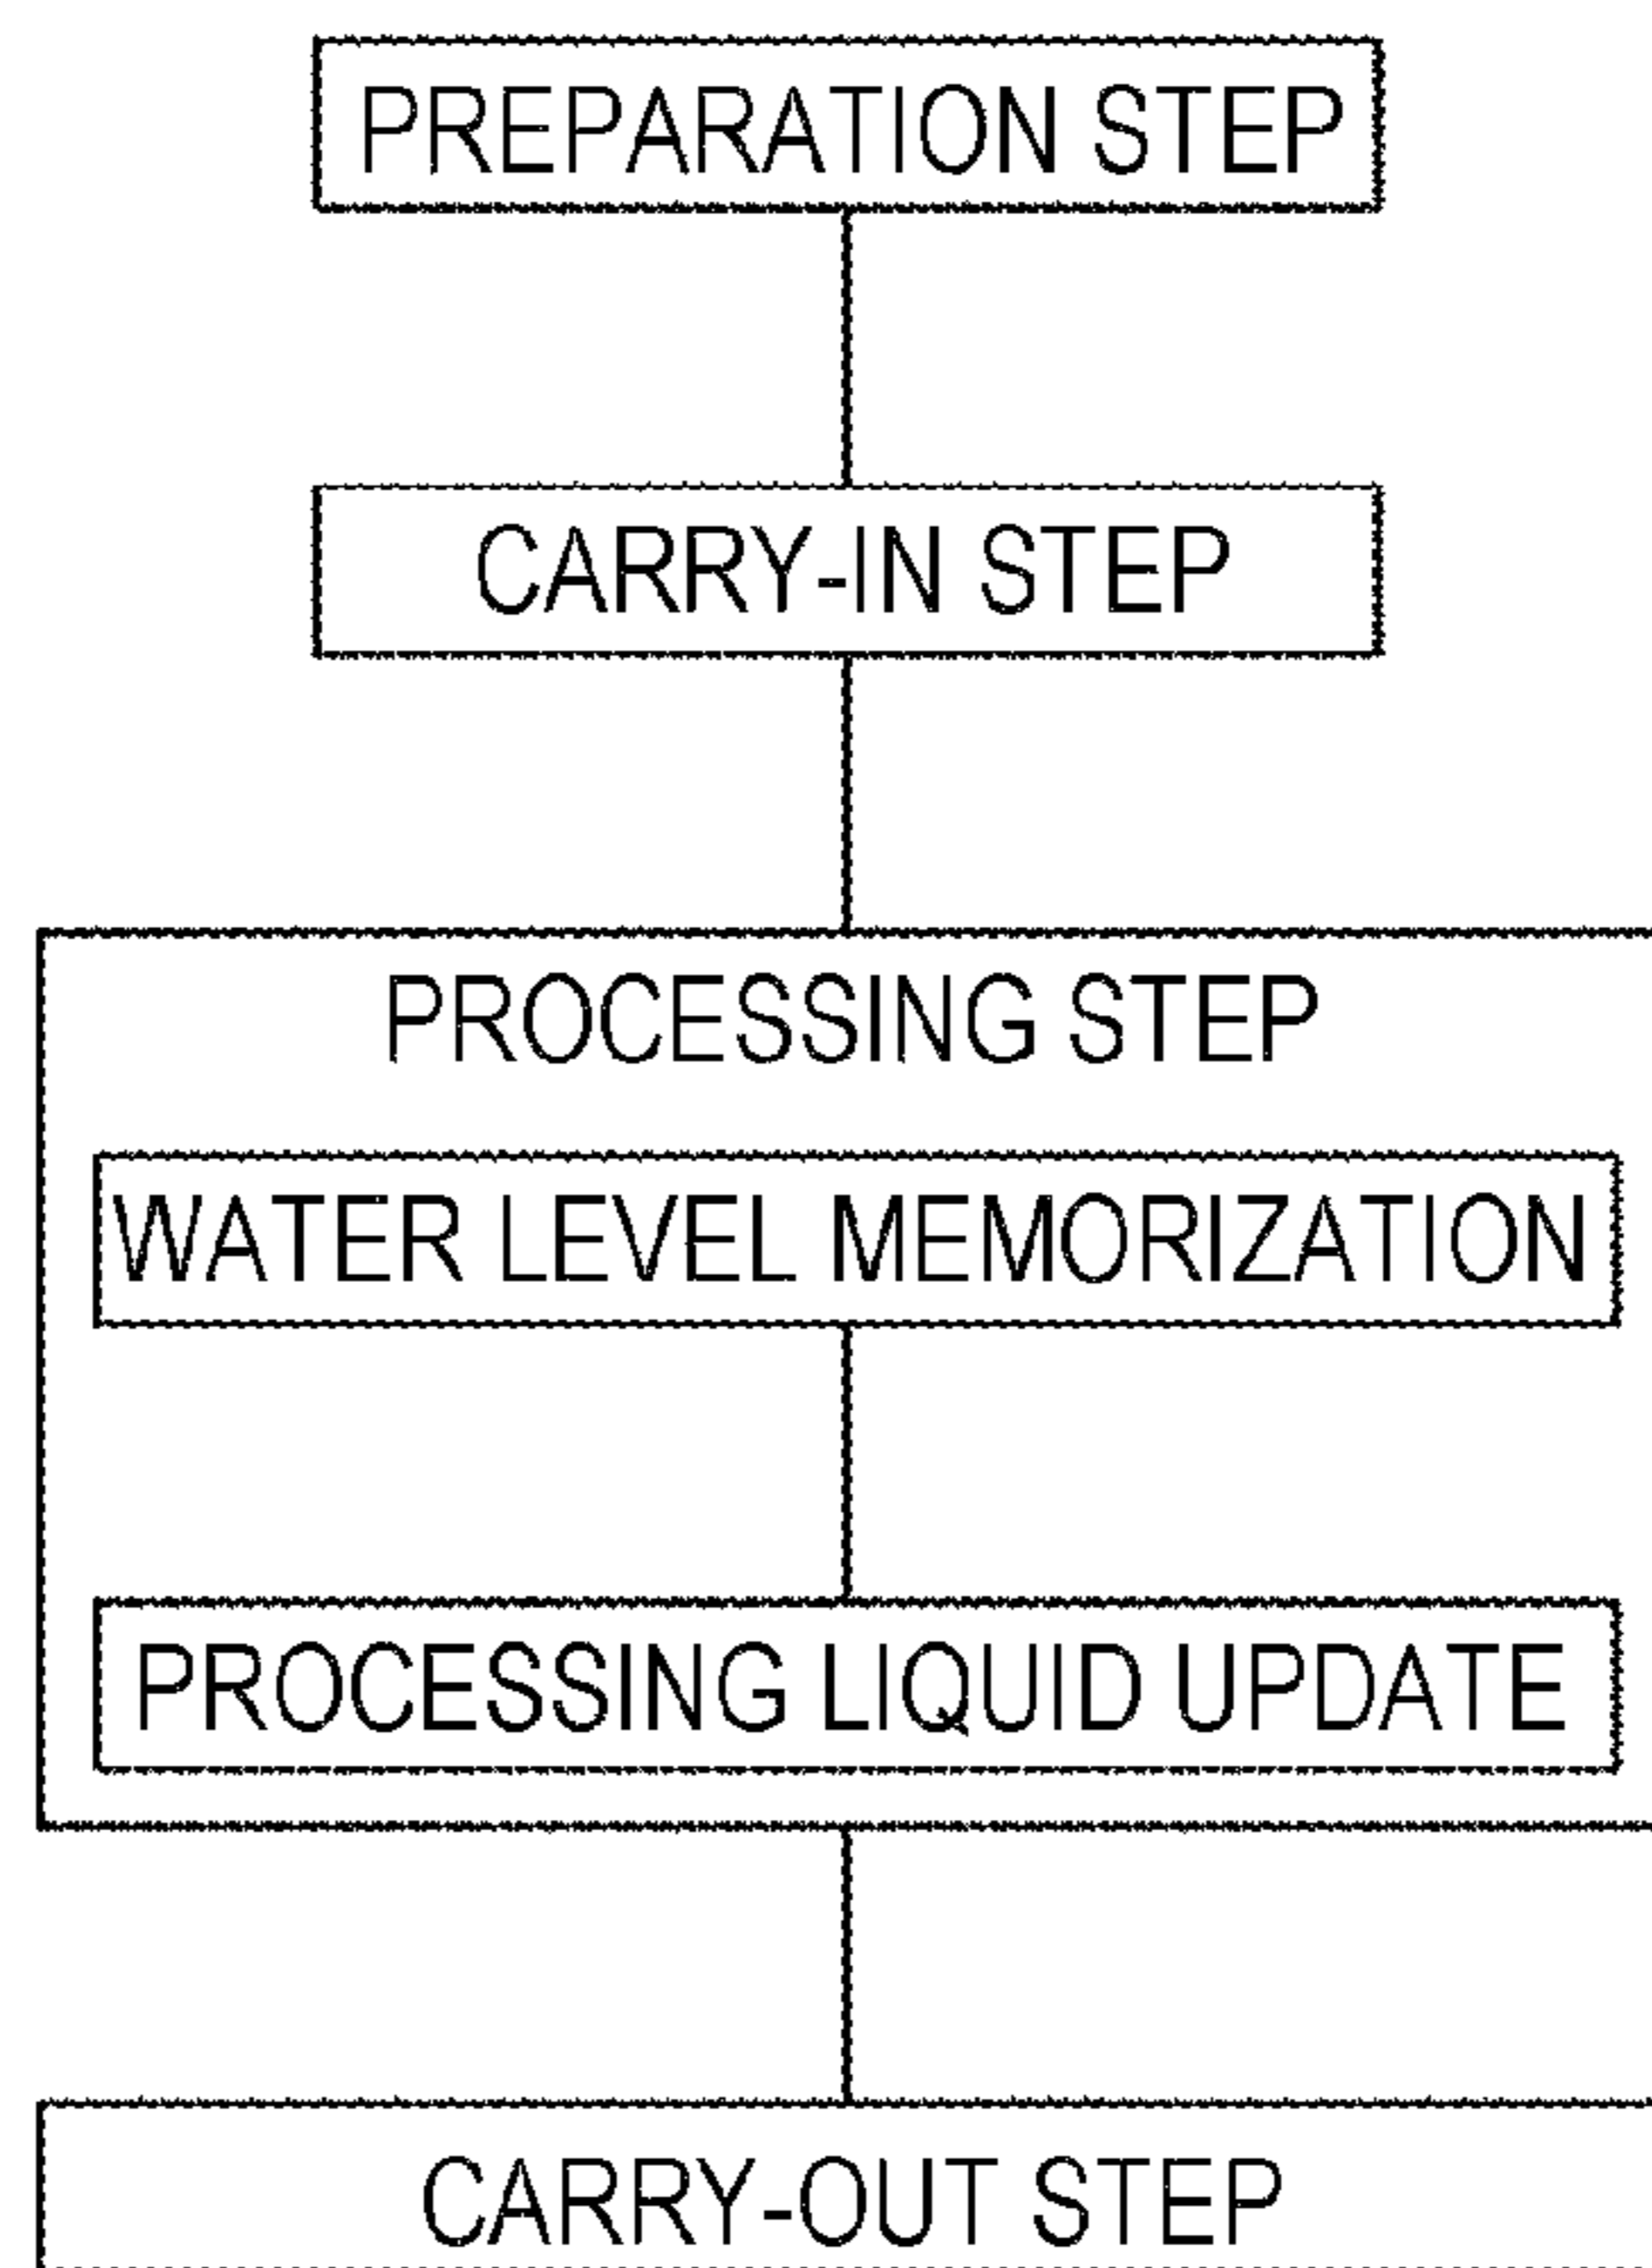 PREPARATION STEP
CARRY-IN STEP
PROCESSING STEP
WATER LEVEL MEMORIZATION
PROCESSING LIQUID UPDATE
CARRY-OUT STEP